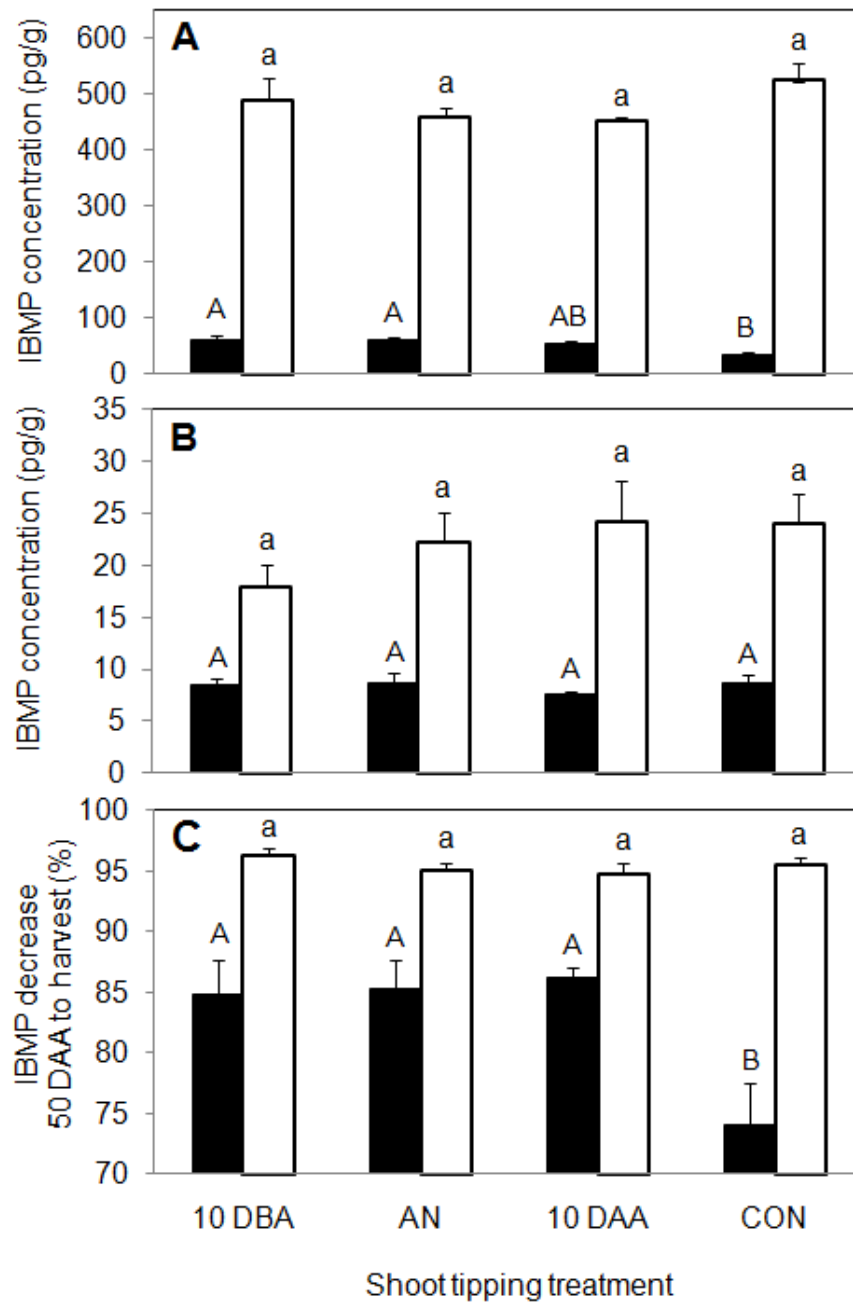 A
IBMP concentration (pg/g)
600
500
400
300
200
100
0
a
a
a
a
A
A
AB
B
B
IBMP concentration (pg/g)
35
30
25
20
15
10
5
0
a
a
a
a
A
A
A
A
C
IBMP decrease
50 DAA to harvest (%)
100
95
90
85
80
75
70
a
a
a
a
A
A
A
B
10 DBA AN 10 DAA CON
Shoot tipping treatment